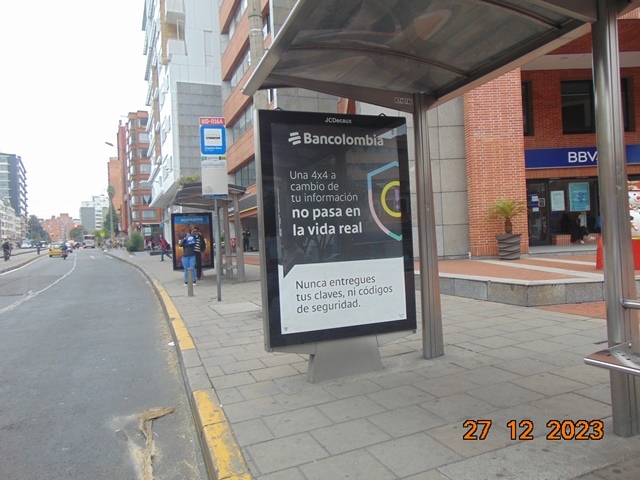 JCDecaux
Bancolombia
Una 4x4 a
cambio de
tu información
no pasa en
la vida real
Nunca entregues
tus claves, ni códigos
de seguridad.
BBV
27 12 2023